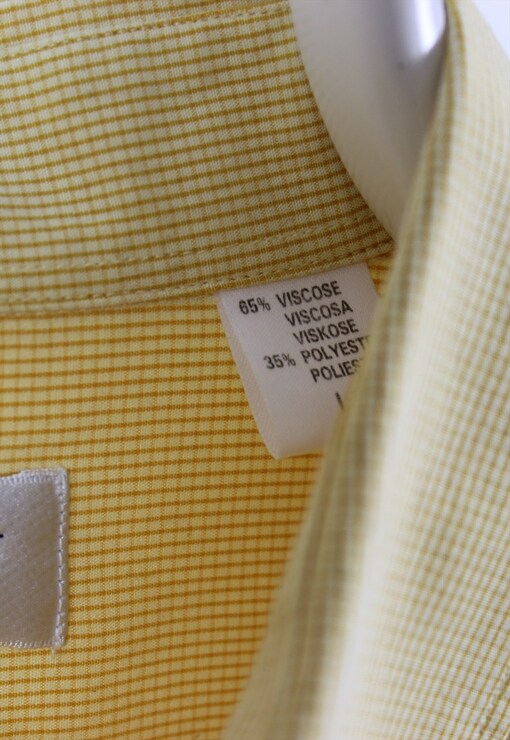 65% VISCOSE
VISCOSA
VISKOSE
35% POLYEST
POLIES